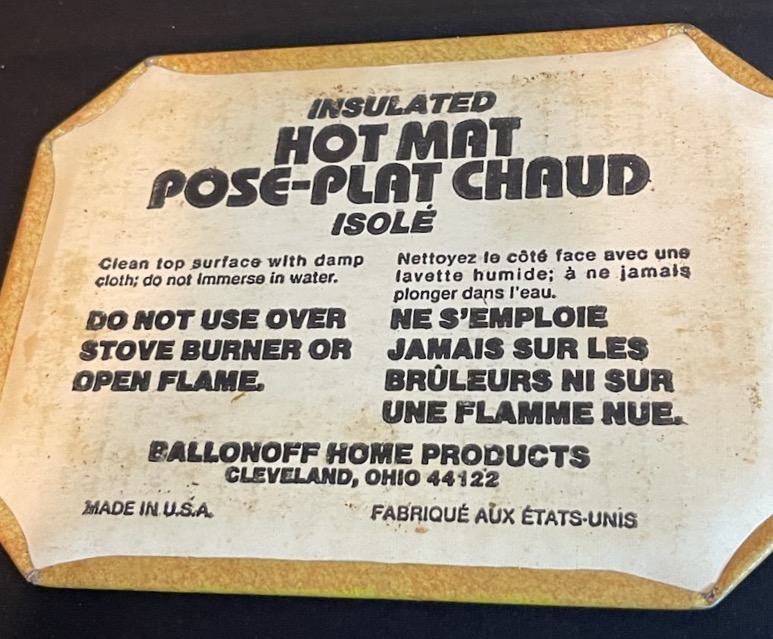 INSULATED
HOT MAT
POSE-PLAT CHAUD
ISOLÉ
Clean top surface with damp
cloth; do not immerse in water.
DO NOT USE OVER
STOVE BURNER OR
OPEN FLAME.
Nettoyez le côté face avec une
lavette humide; à ne jamais
plonger dans l'eau.
NE S'EMPLOIE
JAMAIS SUR LES
BRÛLEURS NI SUR
UNE FLAMME NUE.
BALLONOFF HOME PRODUCTS
CLEVELAND, OHIO 44122
MADE IN U.S.A.
FABRIQUÉ AUX ÉTATS-UNIS